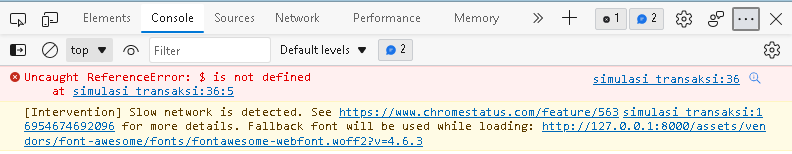 Elements Console Sources Network Performance Memory 1 2
top Filter Default levels 2
Uncaught ReferenceError: $ is not defined simulasi transaksi:36
at simulasi transaksi:36:5
[Intervention] Slow network is detected. See https://www.chromestatus.com/feature/563 simulasi transaksi:1
6954674692096 for more details. Fallback font will be used while loading: http://127.0.0.1:8000/assets/ven
dors/font-awesome/fonts/fontawesome-webfont.woff2?v=4.6.3